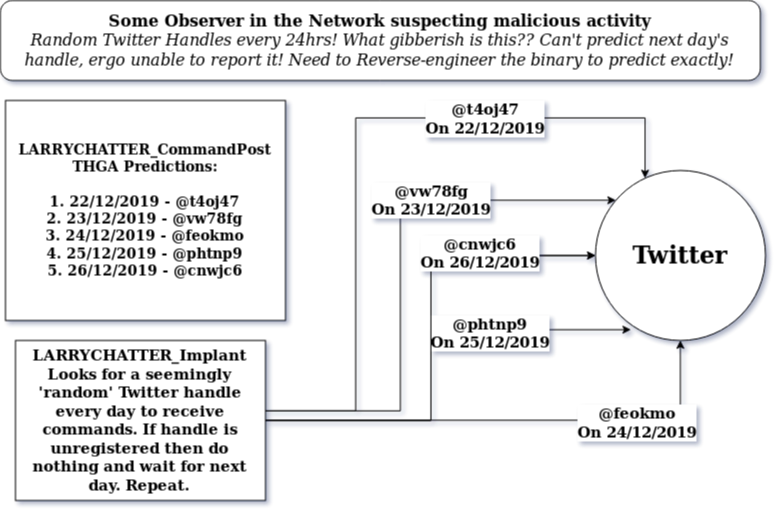 Some Observer in the Network suspecting malicious activity
Random Twitter Handles every 24hrs! What gibberish is this?? Can't predict next day's
handle, ergo unable to report it! Need to Reverse-engineer the binary to predict exactly!
LARRYCHATTER_CommandPost
THGA Predictions:
1. 22/12/2019 - @t4oj47
2. 23/12/2019 - @vw78fg
3. 24/12/2019 - @feokmo
4. 25/12/2019 - @phtnp9
5. 26/12/2019 - @cnwjc6
LARRYCHATTER_Implant
Looks for a seemingly
'random' Twitter handle
every day to receive
commands. If handle is
unregistered then do
nothing and wait for next
day. Repeat.
@t4oj47
On 22/12/2019
@vw78fg
On 23/12/2019
@cnwjc6
On 26/12/2019
@phtnp9
On 25/12/2019
@feokmo
On 24/12/2019
Twitter